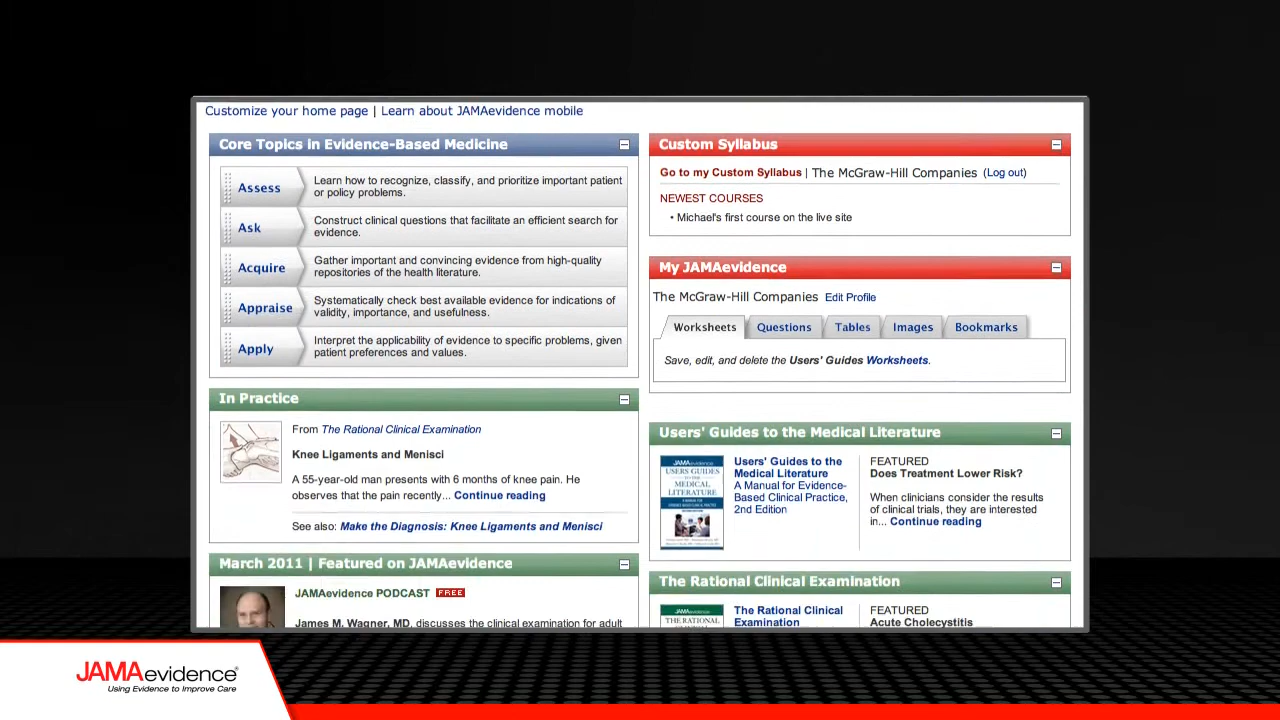 Customize your home page | Learn about JAMAevidence mobile
Core Topics in Evidence-Based Medicine
Assess
Learn how to recognize, classify, and prioritize important patient
or policy problems.
Ask
Construct clinical questions that facilitate an efficient search for
evidence.
Acquire
Gather important and convincing evidence from high-quality
repositories of the health literature.
Appraise
Systematically check best available evidence for indications of
validity, importance, and usefulness.
Apply
Interpret the applicability of evidence to specific problems, given
patient preferences and values.
In Practice
From The Rational Clinical Examination
Knee Ligaments and Menisci
A 55-year-old man presents with 6 months of knee pain. He
observes that the pain recently... Continue reading
See also: Make the Diagnosis: Knee Ligaments and Menisci
March 2011 | Featured on JAMAevidence
JAMAevidence PODCAST FREE
James M. Wagner, MD, discusses the clinical examination for adult
Custom Syllabus
Go to my Custom Syllabus | The McGraw-Hill Companies (Log out)
NEWEST COURSES
• Michael's first course on the live site
My JAMAevidence
The McGraw-Hill Companies Edit Profile
Worksheets Questions Tables Images Bookmarks
Save, edit, and delete the Users' Guides Worksheets.
Users' Guides to the Medical Literature
JAMAevidence
USERS' GUIDES
TO THE
MEDICAL
LITERATURE
Users' Guides to the
Medical Literature
A Manual for Evidence-
Based Clinical Practice,
2nd Edition
FEATURED
Does Treatment Lower Risk?
When clinicians consider the results
of clinical trials, they are interested
in... Continue reading
The Rational Clinical Examination
JAMAevidence
THE RATIONAL
The Rational Clinical
Examination
FEATURED
Acute Cholecystitis
JAMAevidence®
Using Evidence to Improve Care